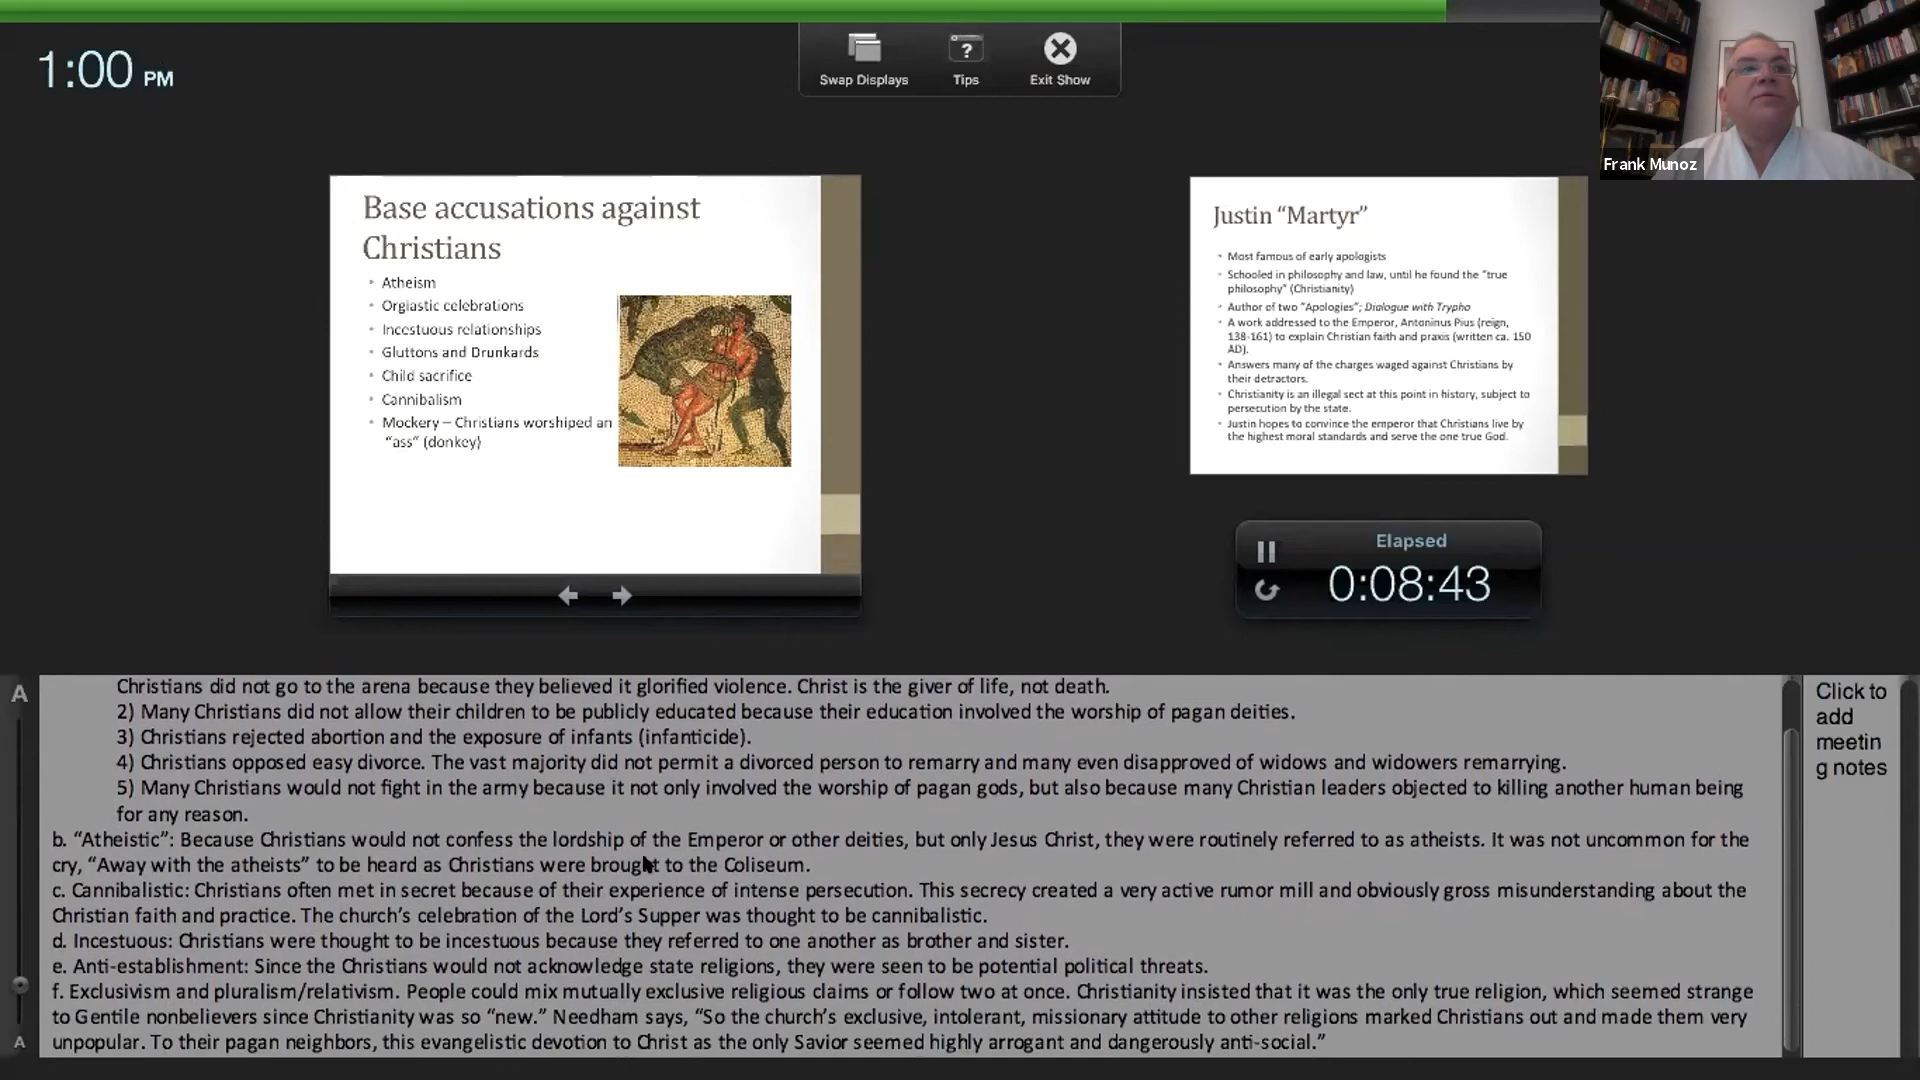 1:00 PM
Swap Displays
Tips
Exit Show
Frank Munoz
Base accusations against
Christians
• Atheism
• Orgiastic celebrations
• Incestuous relationships
• Gluttons and Drunkards
• Child sacrifice
• Cannibalism
• Mockery – Christians worshiped an
“ass” (donkey)
Justin “Martyr”
• Most famous of early apologists
• Schooled in philosophy and law, until he found the “true
philosophy” (Christianity)
• Author of two “Apologies”; Dialogue with Trypho
• A work addressed to the Emperor, Antoninus Pius (reign,
138-161) to explain Christian faith and praxis (written ca. 150
AD).
• Answers many of the charges waged against Christians by
their detractors.
• Christianity is an illegal sect at this point in history, subject to
persecution by the state.
• Justin hopes to convince the emperor that Christians live by
the highest moral standards and serve the one true God.
Elapsed
0:08:43
A
Christians did not go to the arena because they believed it glorified violence. Christ is the giver of life, not death.
2) Many Christians did not allow their children to be publicly educated because their education involved the worship of pagan deities.
3) Christians rejected abortion and the exposure of infants (infanticide).
4) Christians opposed easy divorce. The vast majority did not permit a divorced person to remarry and many even disapproved of widows and widowers remarrying.
5) Many Christians would not fight in the army because it not only involved the worship of pagan gods, but also because many Christian leaders objected to killing another human being
for any reason.
b. “Atheistic”: Because Christians would not confess the lordship of the Emperor or other deities, but only Jesus Christ, they were routinely referred to as atheists. It was not uncommon for the
cry, “Away with the atheists” to be heard as Christians were brought to the Coliseum.
c. Cannibalistic: Christians often met in secret because of their experience of intense persecution. This secrecy created a very active rumor mill and obviously gross misunderstanding about the
Christian faith and practice. The church’s celebration of the Lord’s Supper was thought to be cannibalistic.
d. Incestuous: Christians were thought to be incestuous because they referred to one another as brother and sister.
e. Anti-establishment: Since the Christians would not acknowledge state religions, they were seen to be potential political threats.
f. Exclusivism and pluralism/relativism. People could mix mutually exclusive religious claims or follow two at once. Christianity insisted that it was the only true religion, which seemed strange
to Gentile nonbelievers since Christianity was so “new.” Needham says, “So the church’s exclusive, intolerant, missionary attitude to other religions marked Christians out and made them very
unpopular. To their pagan neighbors, this evangelistic devotion to Christ as the only Savior seemed highly arrogant and dangerously anti-social.”
A
Click to
add
meetin
g notes